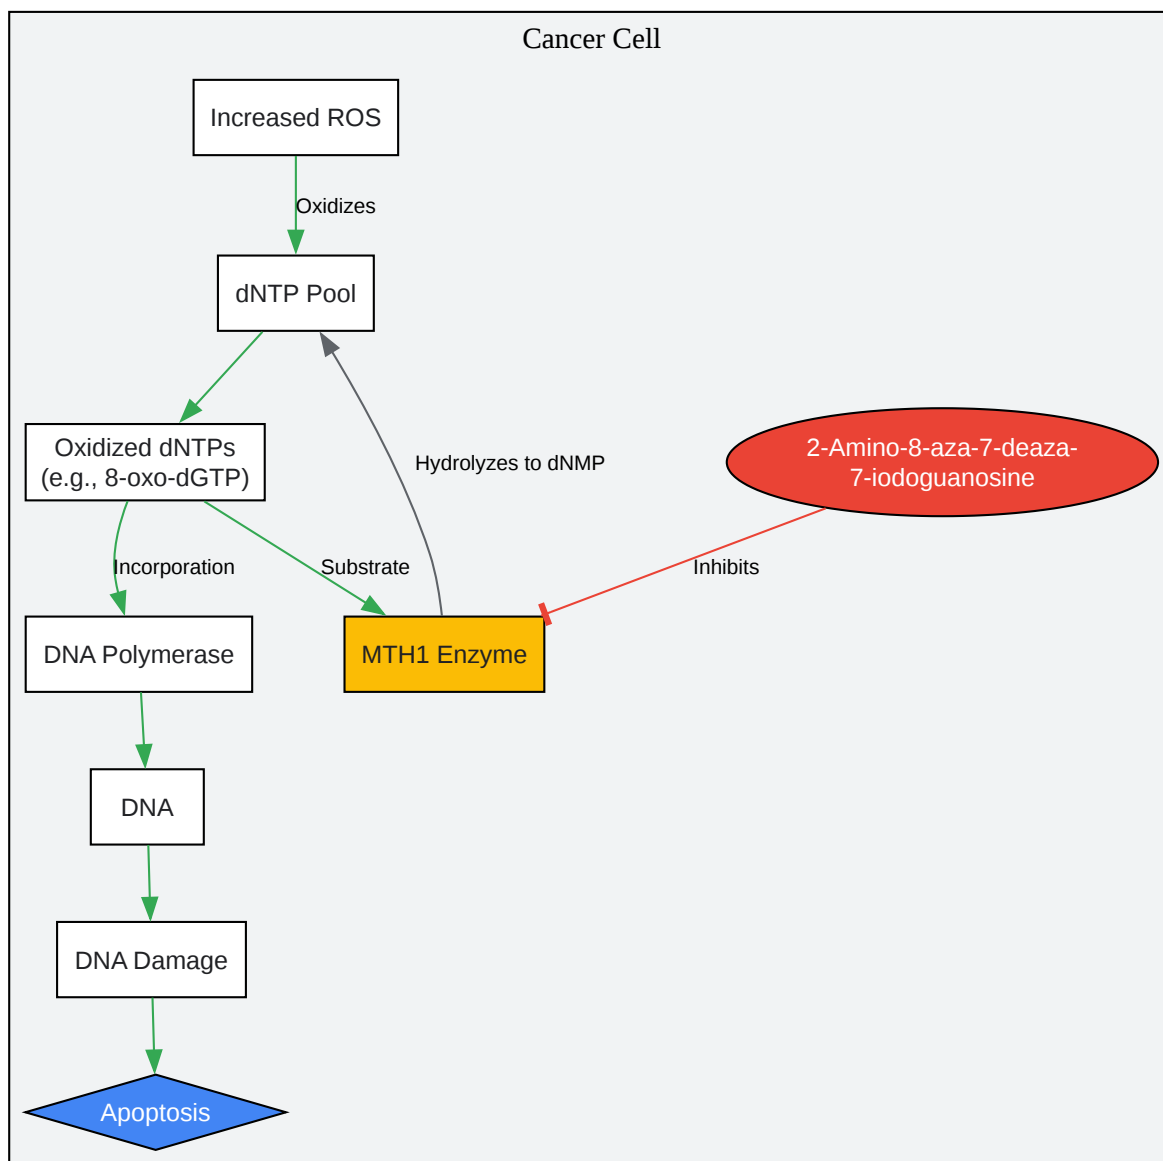 Cancer Cell
Increased ROS
Oxidizes
dNTP Pool
Oxidized dNTPs
(e.g., 8-oxo-dGTP)
Hydrolyzes to dNMP
2-Amino-8-aza-7-deaza-
7-iodoguanosine
Incorporation
Substrate
Inhibits
DNA Polymerase
MTH1 Enzyme
DNA
DNA Damage
Apoptosis